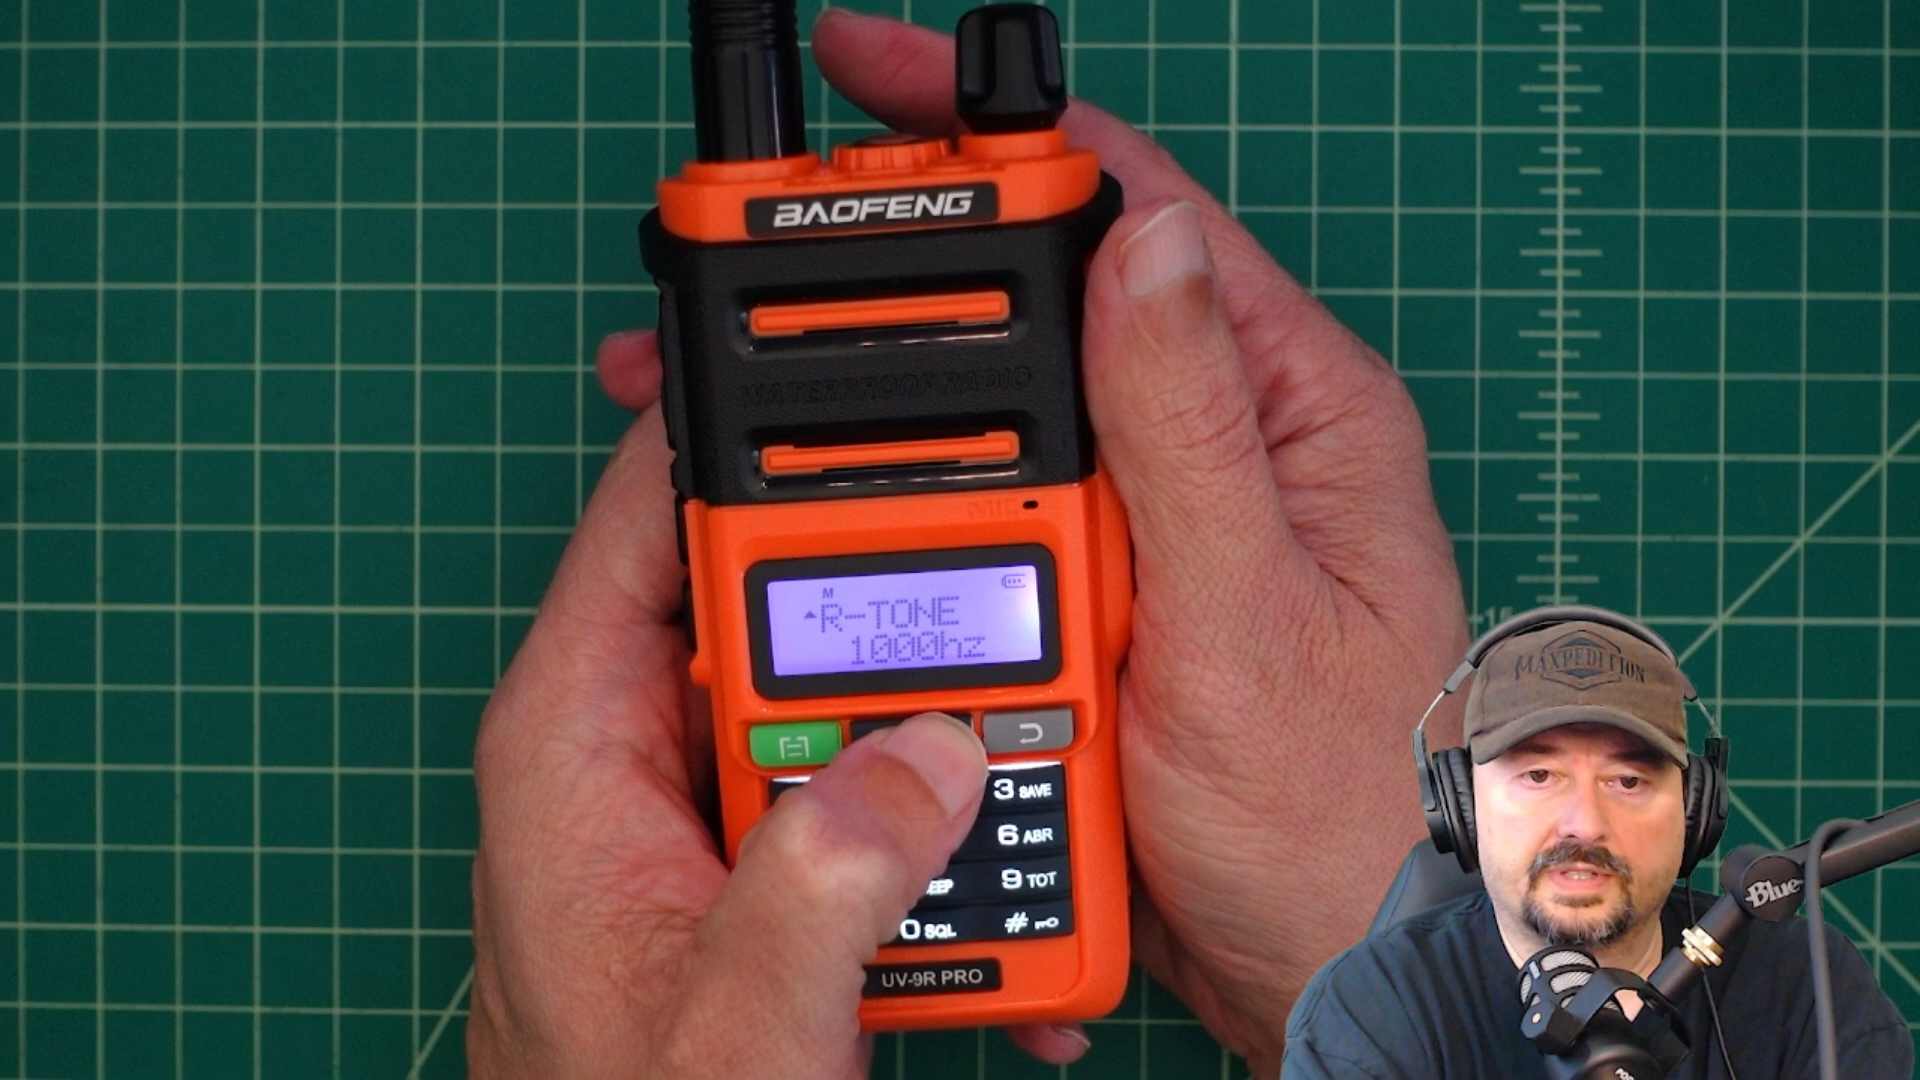 BAOFENG
WATERPROOF RADIO
MIC
M
R-TONE
1000hz
3 SAVE
6 ABR
9 TOT
0 SQL
#
UV-9R PRO
15
MAXPEDITION
Blue